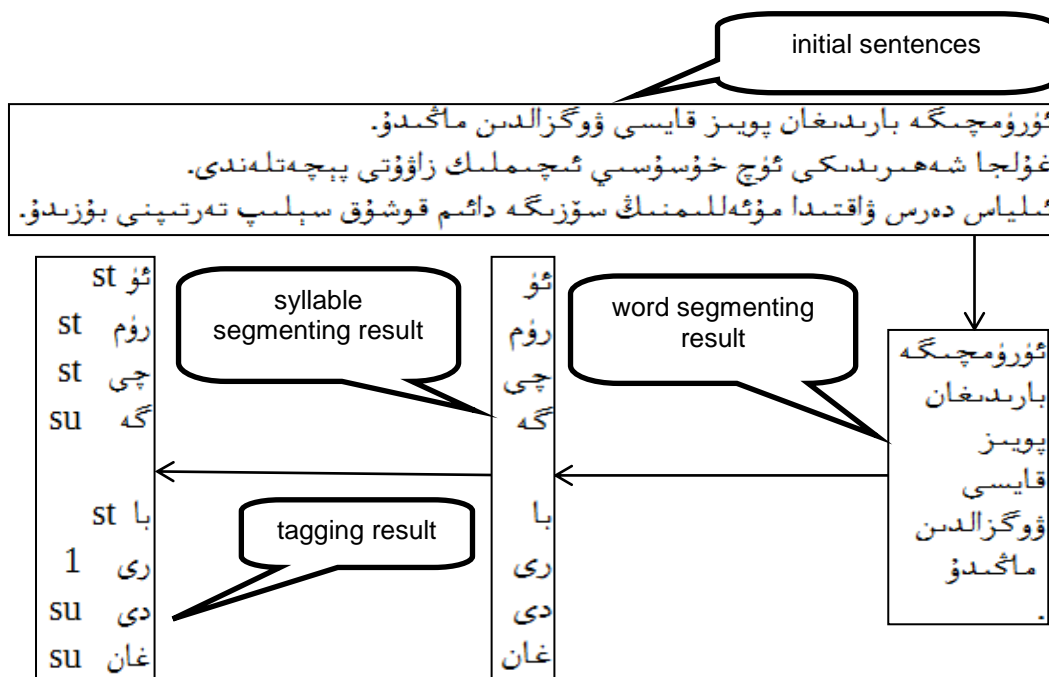 initial sentences
ئۈرۈمچىگە بارىدىغان پويىز قايسى ۋوگزالدىن ماڭىدۇ.
غۇلجا شەھىرىدىكى ئۈچ خۇسۇسىي ئىچىملىك زاۋۇتى پېچەتلەندى.
ئىلياس دەرس ۋاقتىدا مۇئەللىمنىڭ سۆزىگە دائىم قوشۇق سېلىپ تەرتىپنى بۇزىدۇ.
syllable
segmenting result
word segmenting
result
tagging result
ئۈرۈمچىگە
بارىدىغان
پويىز
قايسى
ۋوگزالدىن
ماڭىدۇ
.
ئۈ
رۈم
چى
گە
با
رى
دى
غان
ئۈ st
رۈم st
چى st
گە su
با st
رى 1
دى su
غان su